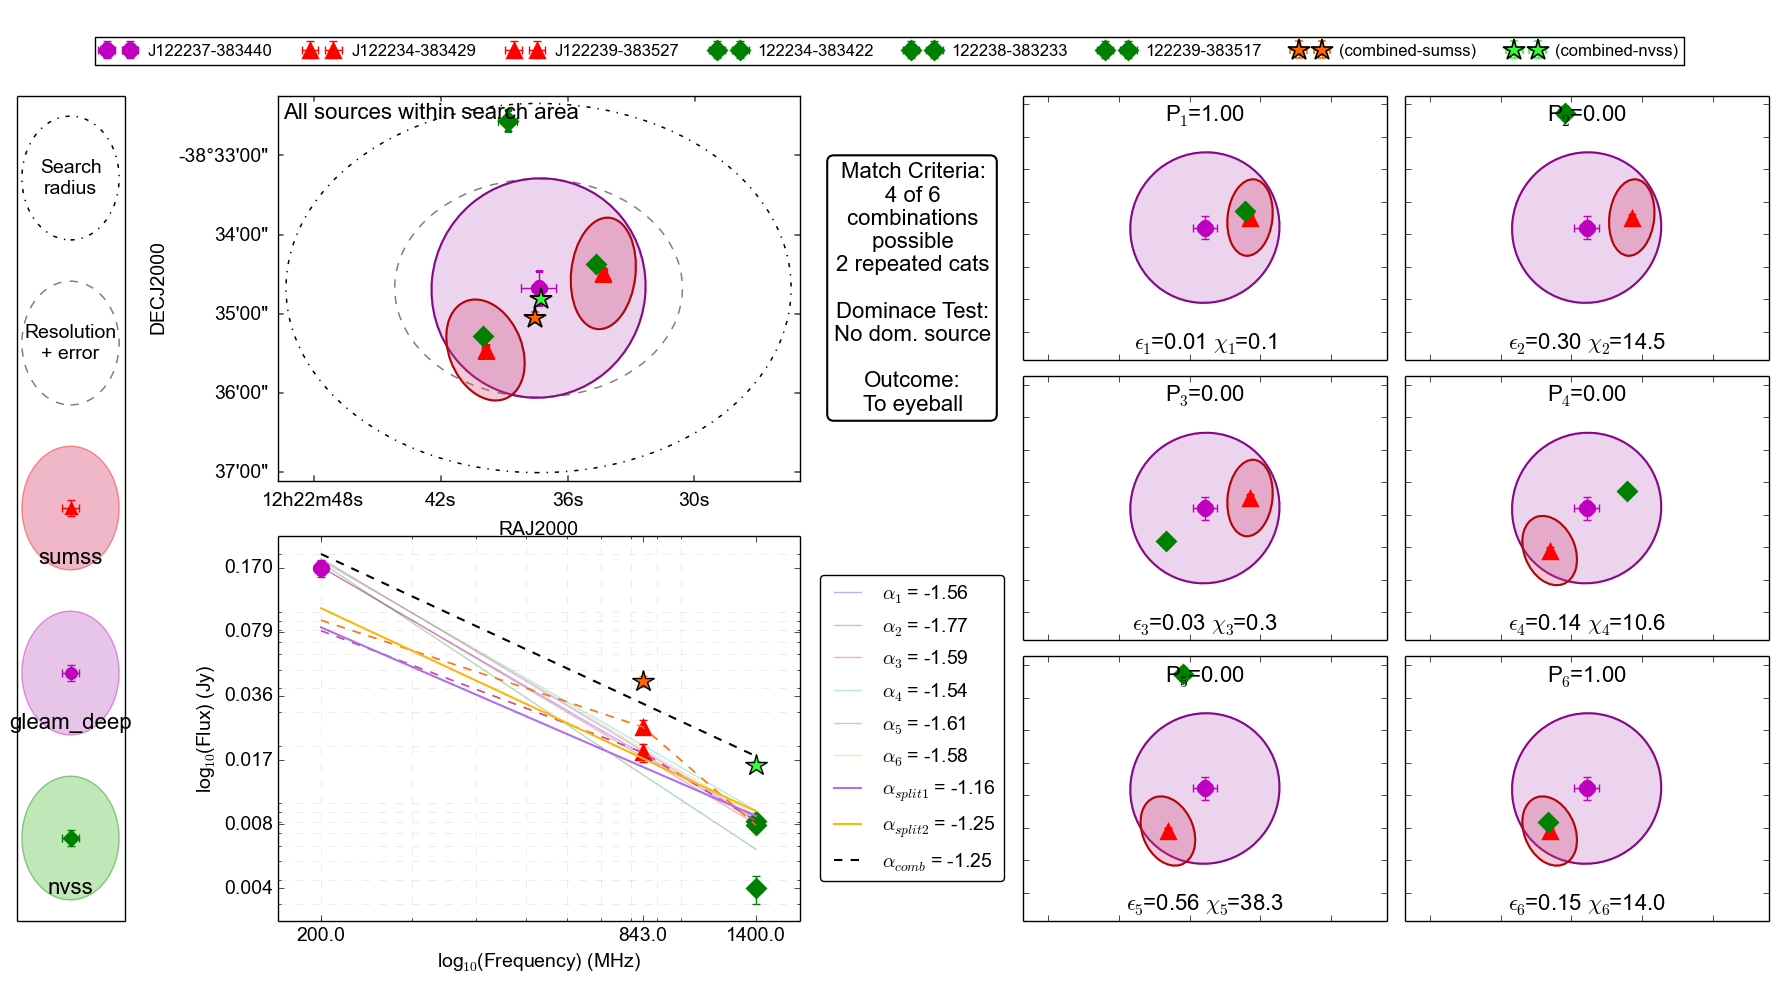 J122237-383440 J122234-383429 J122239-383527 122234-383422 122238-383233 122239-383517 (combined-sumss) (combined-nvss)
Search
radius
Resolution
+ error
sumss
gleam_deep
nvss
All sources within search area
DECJ2000
-38°33'00"
34'00"
35'00"
36'00"
37'00"
12h22m48s 42s 36s 30s
RAJ2000
Match Criteria:
4 of 6
combinations
possible
2 repeated cats
Dominace Test:
No dom. source
Outcome:
To eyeball
log10(Flux) (Jy)
0.170
0.079
0.036
0.017
0.008
0.004
200.0 843.0 1400.0
log10(Frequency) (MHz)
α1 = -1.56
α2 = -1.77
α3 = -1.59
α4 = -1.54
α5 = -1.61
α6 = -1.58
αsplit1 = -1.16
αsplit2 = -1.25
αcomb = -1.25
P1=1.00
ϵ1=0.01 χ1=0.1
P2=0.00
ϵ2=0.30 χ2=14.5
P3=0.00
ϵ3=0.03 χ3=0.3
P4=0.00
ϵ4=0.14 χ4=10.6
P5=0.00
ϵ5=0.56 χ5=38.3
P6=1.00
ϵ6=0.15 χ6=14.0